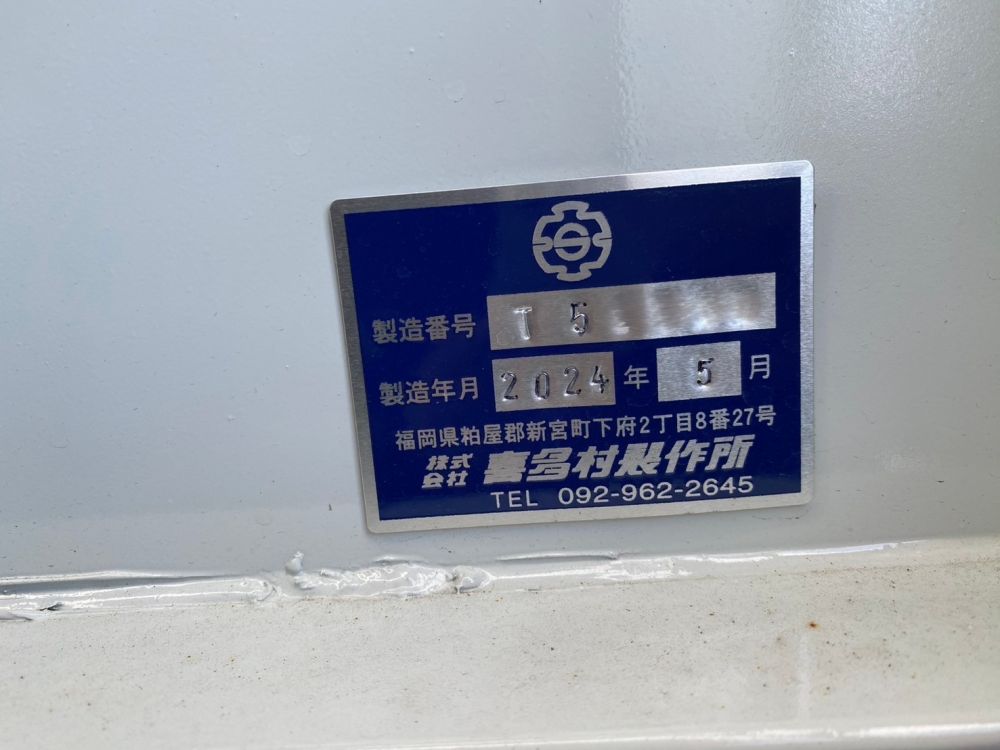 製造番号 T 5
製造年月 2024 年 5 月
福岡県粕屋郡新宮町下府2丁目8番27号
株式会社 喜多村製作所
TEL 092-962-2645